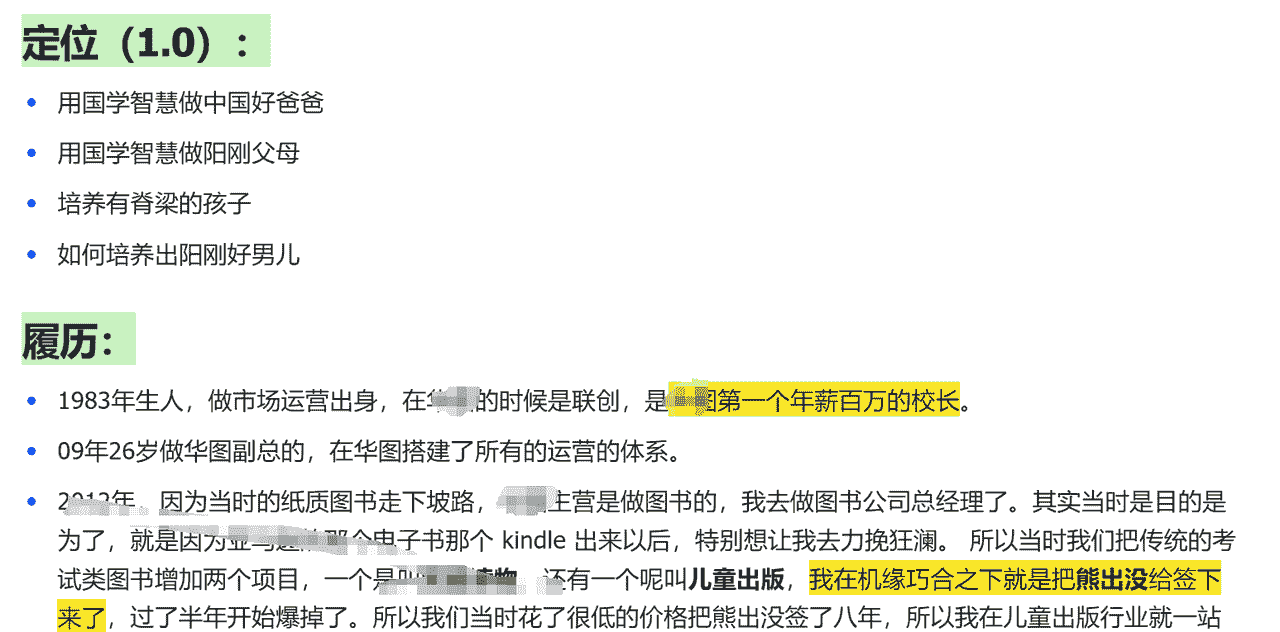 定位（1.0）：
用国学智慧做中国好爸爸
用国学智慧做阳刚父母
培养有脊梁的孩子
如何培养出阳刚好男儿
履历：
1983年生人，做市场运营出身，在的时候是联创，是图第一个年薪百万的校长。
09年26岁做华图副总的，在华图搭建了所有的运营的体系。
因为当时的纸质图书走下坡路，主营是做图书的，我去做图书公司总经理了。其实当时是目的是
为了，就是因为电子书那个 kindle 出来以后，特别想让我去力挽狂澜。 所以当时我们把传统的考
试类图书增加两个项目，一个是还有一个呢叫儿童出版，我在机缘巧合之下就是把熊出没给签下
来了，过了半年开始爆掉了。所以我们当时花了很低的价格把熊出没签了八年，所以我在儿童出版行业就一站